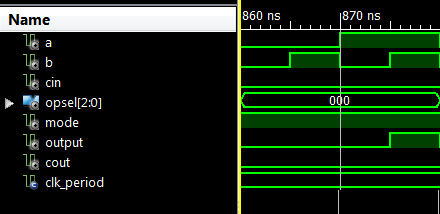 Name
860 ns
870 ns
a
b
cin
opsel[2:0]
000
mode
output
cout
clk_period